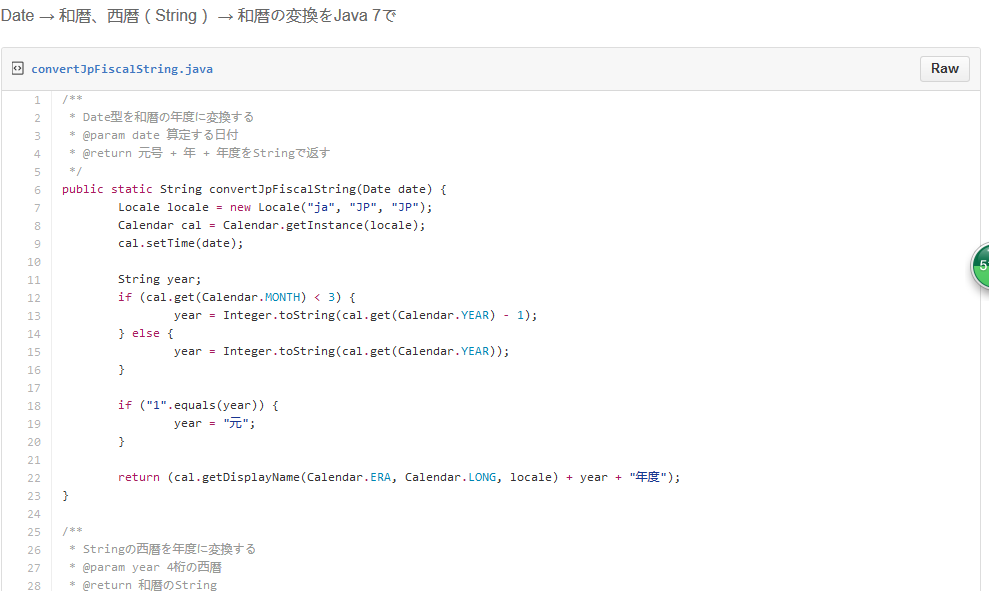 Date → 和暦、西暦（String）→ 和暦の変換をJava 7で
convertJpFiscalString.java
Raw
1 /**
2 * Date型を和暦の年度に変換する
3 * @param date 算定する日付
4 * @return 元号 + 年 + 年度をStringで返す
5 */
6 public static String convertJpFiscalString(Date date) {
7 Locale locale = new Locale("ja", "JP", "JP");
8 Calendar cal = Calendar.getInstance(locale);
9 cal.setTime(date);
10
11 String year;
12 if (cal.get(Calendar.MONTH) < 3) {
13 year = Integer.toString(cal.get(Calendar.YEAR) - 1);
14 } else {
15 year = Integer.toString(cal.get(Calendar.YEAR));
16 }
17
18 if ("1".equals(year)) {
19 year = "元";
20 }
21
22 return (cal.getDisplayName(Calendar.ERA, Calendar.LONG, locale) + year + "年度");
23 }
24
25 /**
26 * Stringの西暦を年度に変換する
27 * @param year 4桁の西暦
28 * @return 和暦のString